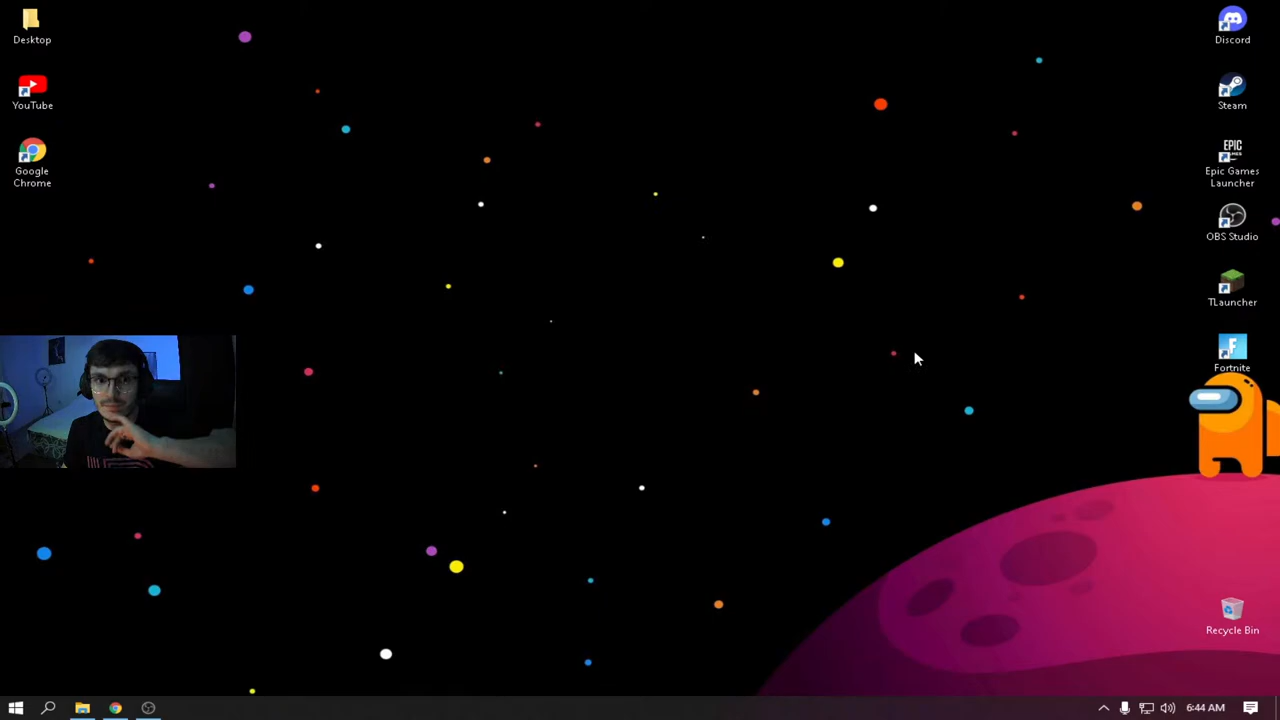 Desktop
YouTube
Google
Chrome
Discord
Steam
EPIC
GAMES
Epic Games
Launcher
OBS Studio
TLauncher
F
Fortnite
Recycle Bin
6:44 AM